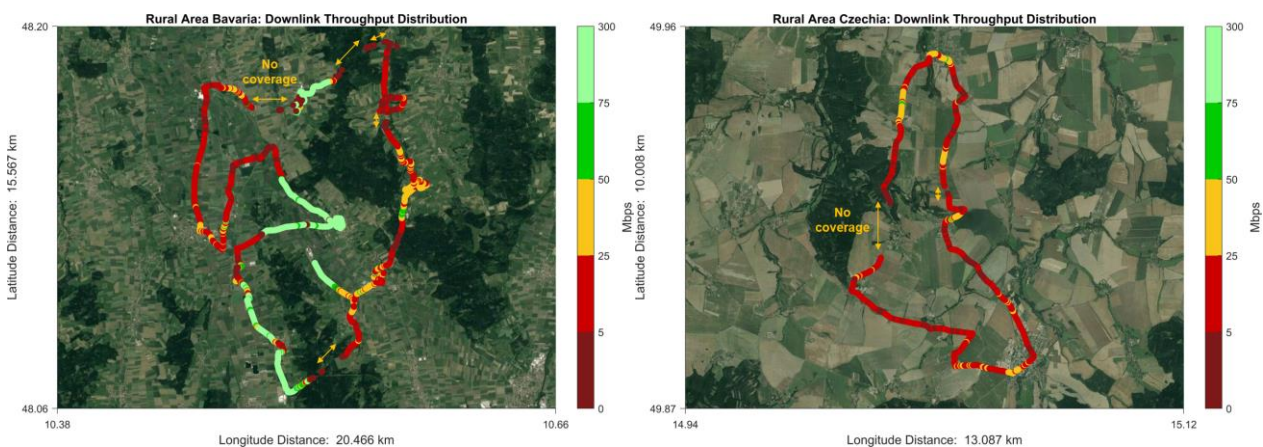 Rural Area Bavaria: Downlink Throughput Distribution
48.20
300
75
50
25
5
0
Mbps
No
coverage
Latitude Distance: 15.567 km
48.06
10.38
10.66
Longitude Distance: 20.466 km
Rural Area Czechia: Downlink Throughput Distribution
49.96
300
75
50
25
5
0
Mbps
No
coverage
Latitude Distance: 10.008 km
49.87
14.94
15.12
Longitude Distance: 13.087 km